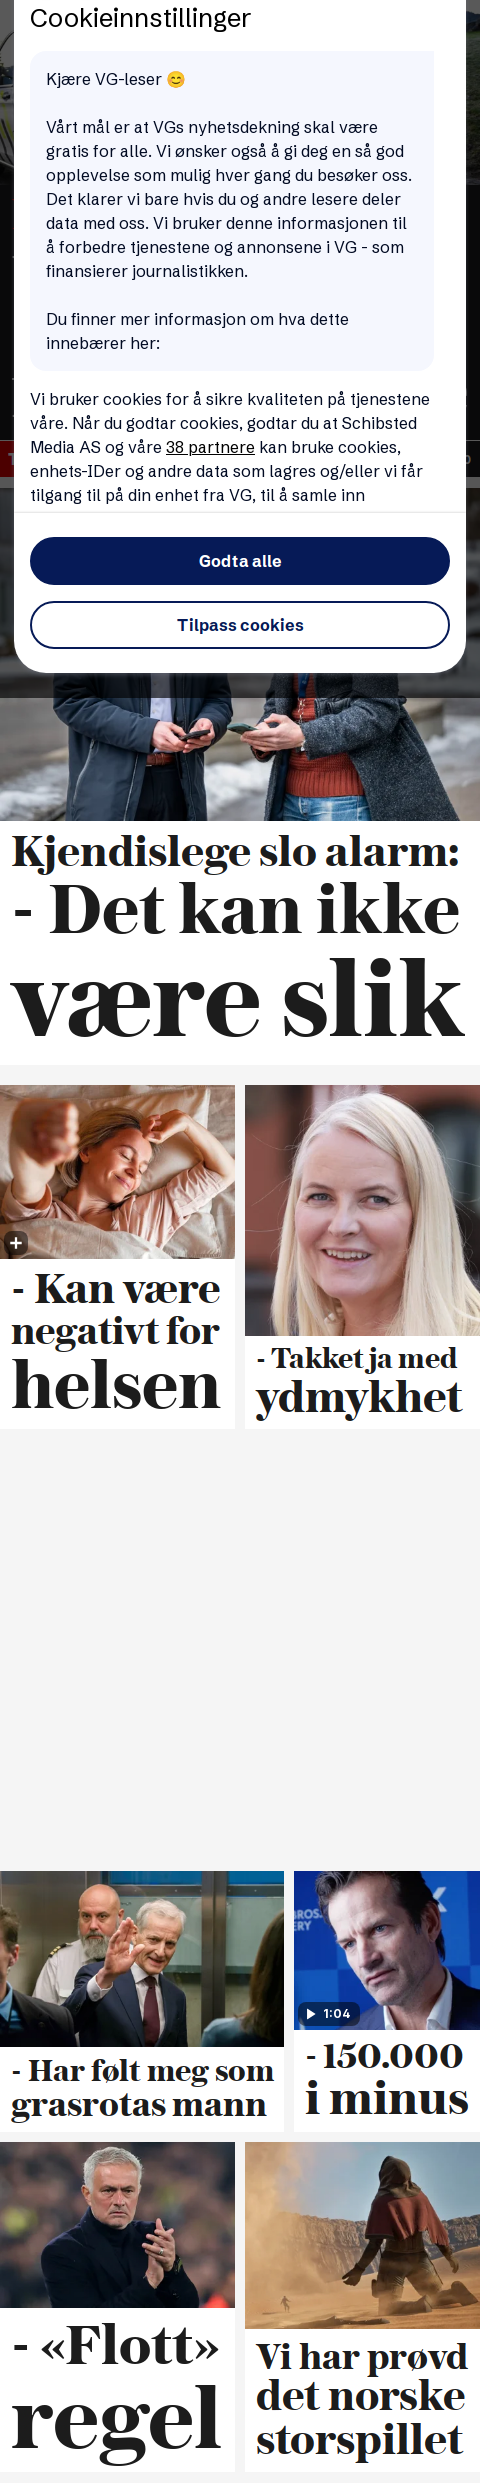 Cookieinnstillinger
Kjære VG-leser 😊
Vårt mål er at VGs nyhetsdekning skal være
gratis for alle. Vi ønsker også å gi deg en så god
opplevelse som mulig hver gang du besøker oss.
Det klarer vi bare hvis du og andre lesere deler
data med oss. Vi bruker denne informasjonen til
å forbedre tjenestene og annonsene i VG - som
finansierer journalistikken.
Du finner mer informasjon om hva dette
innebærer her:
Vi bruker cookies for å sikre kvaliteten på tjenestene
våre. Når du godtar cookies, godtar du at Schibsted
Media AS og våre 38 partnere kan bruke cookies,
enhets-IDer og andre data som lagres og/eller vi får
tilgang til på din enhet fra VG, til å samle inn
Godta alle
Tilpass cookies
Kjendislege slo alarm:
- Det kan ikke
være slik
- Kan være
negativt for
helsen
- Takket ja med
ydmykhet
- Har følt meg som
grasrotas mann
1:04
- 150.000
i minus
- «Flott»
regel
Vi har prøvd
det norske
storspillet